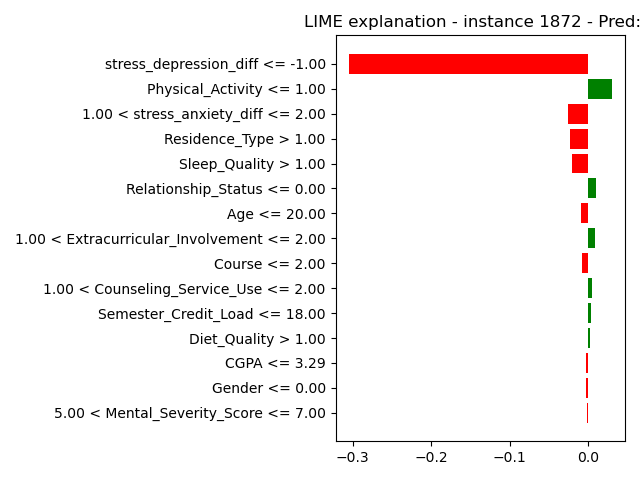 LIME explanation - instance 1872 - Pred:
stress_depression_diff <= -1.00
Physical_Activity <= 1.00
1.00 < stress_anxiety_diff <= 2.00
Residence_Type > 1.00
Sleep_Quality > 1.00
Relationship_Status <= 0.00
Age <= 20.00
1.00 < Extracurricular_Involvement <= 2.00
Course <= 2.00
1.00 < Counseling_Service_Use <= 2.00
Semester_Credit_Load <= 18.00
Diet_Quality > 1.00
CGPA <= 3.29
Gender <= 0.00
5.00 < Mental_Severity_Score <= 7.00
−0.3 −0.2 −0.1 0.0